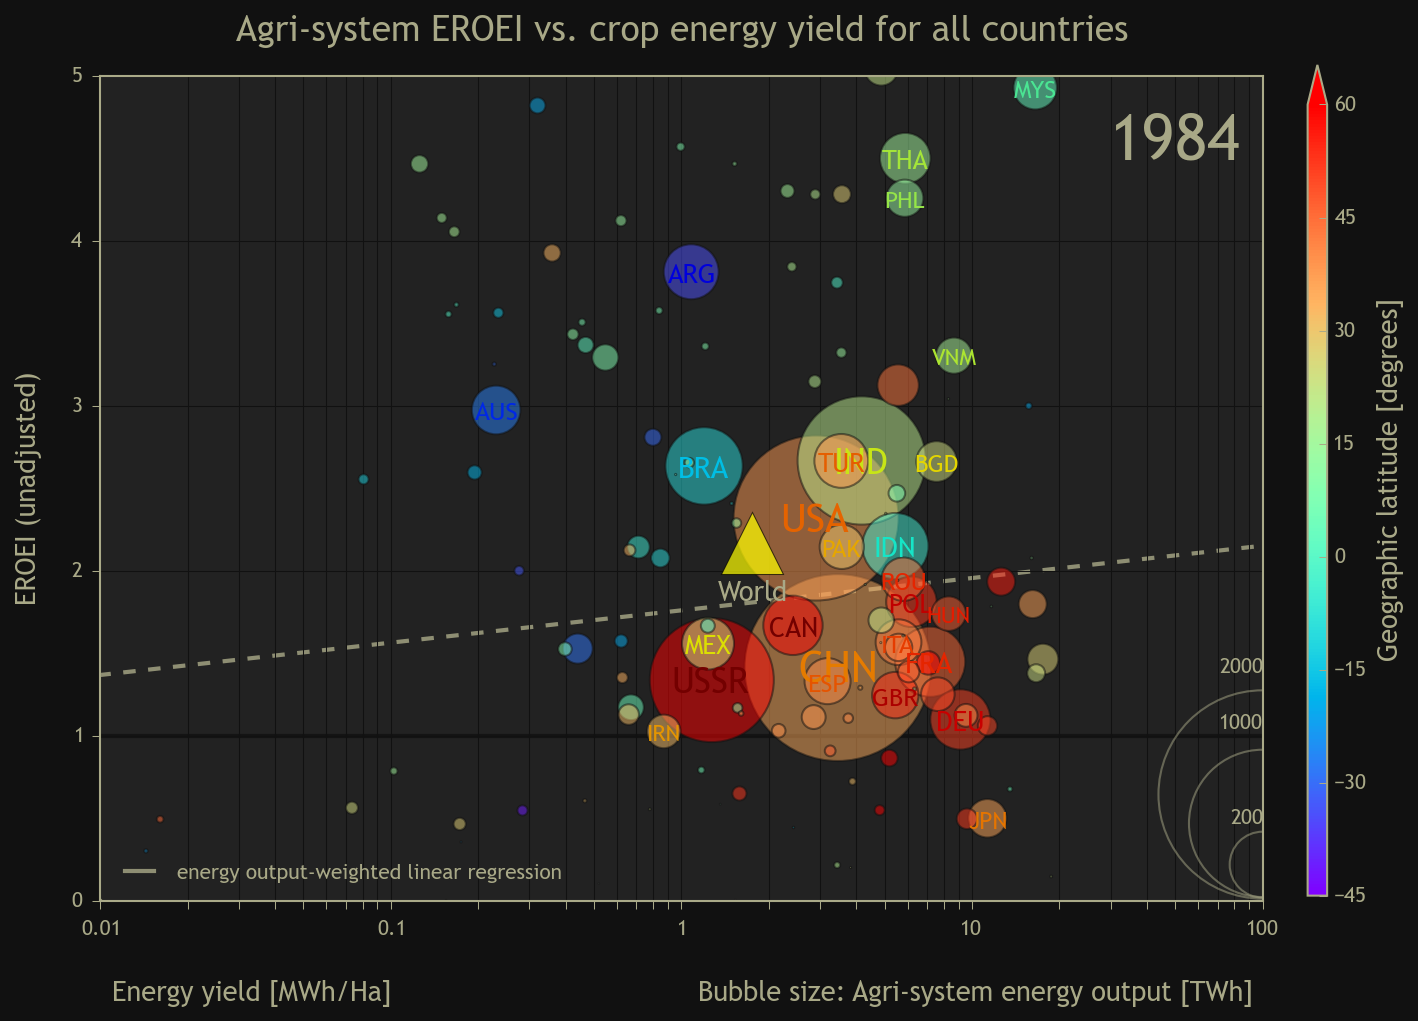 Agri-system EROEI vs. crop energy yield for all countries
1984
5
4
3
2
1
0
EROEI (unadjusted)
MYS
THA
PHL
ARG
VNM
AUS
BRA
TUR
IND
BGD
USA
PAK
IDN
World
ROU
POL
HUN
CAN
MEX
ITA
FRA
CHN
USSR
ESP
GBR
DEU
IRN
JPN
2000
1000
200
energy output-weighted linear regression
0.01
0.1
1
10
100
Energy yield [MWh/Ha]
Bubble size: Agri-system energy output [TWh]
60
45
30
15
0
−15
−30
−45
Geographic latitude [degrees]